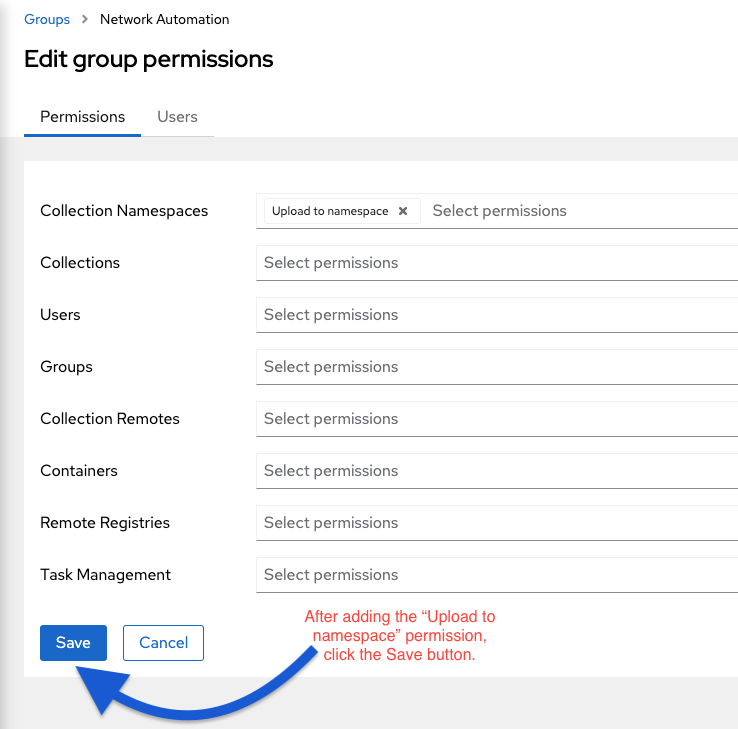 Groups > Network Automation
Edit group permissions
Permissions Users
Collection Namespaces Upload to namespace × Select permissions
Collections Select permissions
Users Select permissions
Groups Select permissions
Collection Remotes Select permissions
Containers Select permissions
Remote Registries Select permissions
Task Management Select permissions
After adding the “Upload to
namespace” permission,
click the Save button.
Save Cancel